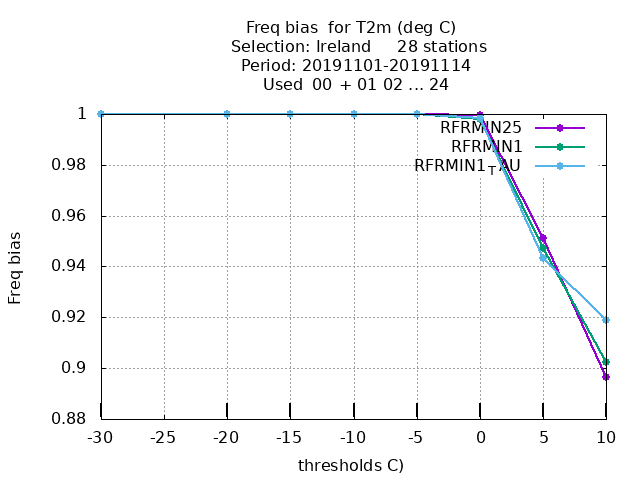 Freq bias  for T2m (deg C)
Selection: Ireland     28 stations
Period: 20191101-20191114
Used  00  + 01 02 ... 24
1
0.98
0.96
0.94
0.92
0.9
0.88
Freq bias
RFRMIN25
RFRMIN1
RFRMIN1TAU
-30
-25
-20
-15
-10
-5
0
5
10
thresholds C)